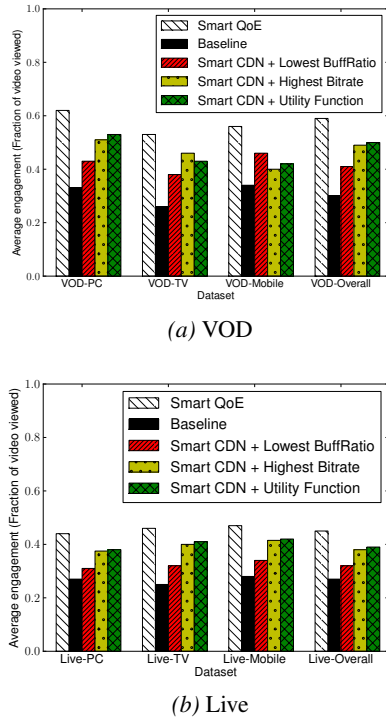 1.0
0.8
0.6
0.4
0.2
0.0
Average engagement (Fraction of video viewed)
Smart QoE
Baseline
Smart CDN + Lowest BuffRatio
Smart CDN + Highest Bitrate
Smart CDN + Utility Function
VOD-PC VOD-TV VOD-Mobile VOD-Overall
Dataset
(a) VOD
1.0
0.8
0.6
0.4
0.2
0.0
Average engagement (Fraction of video viewed)
Smart QoE
Baseline
Smart CDN + Lowest BuffRatio
Smart CDN + Highest Bitrate
Smart CDN + Utility Function
Live-PC Live-TV Live-Mobile Live-Overall
Dataset
(b) Live